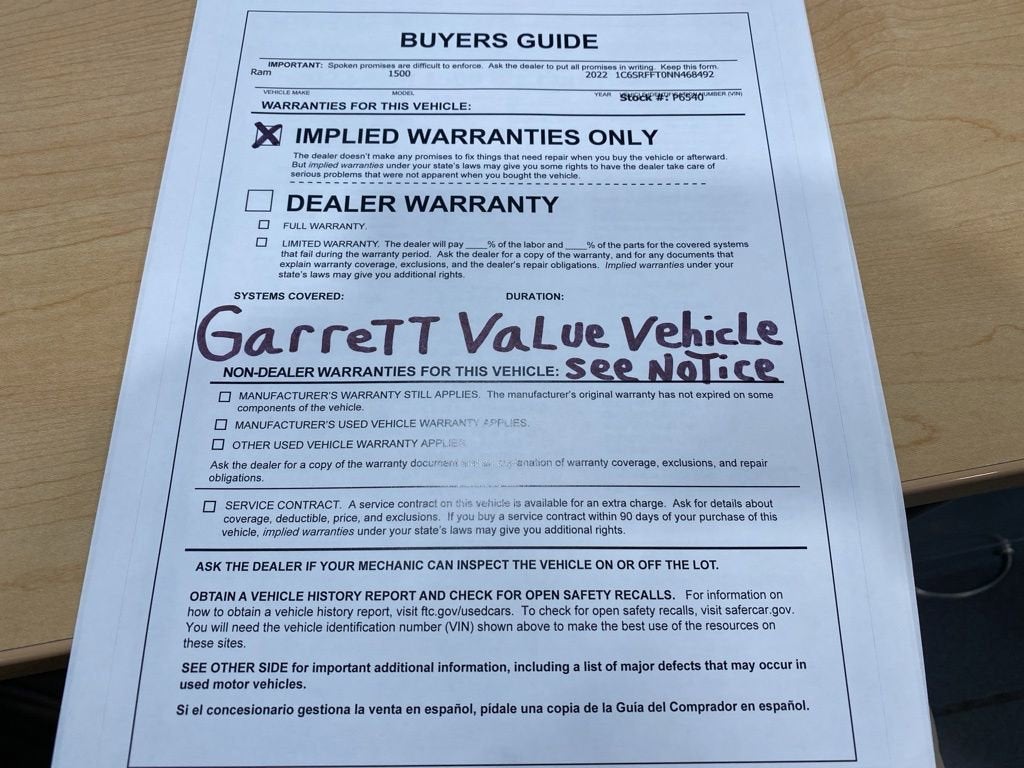 BUYERS GUIDE
IMPORTANT: Spoken promises are difficult to enforce. Ask the dealer to put all promises in writing. Keep this form.
Ram 1500 2022 1C6SRFFT0NN468492
VEHICLE MAKE MODEL YEAR VEHICLE IDENTIFICATION NUMBER (VIN)
Stock #: P6540
WARRANTIES FOR THIS VEHICLE:
IMPLIED WARRANTIES ONLY
The dealer doesn't make any promises to fix things that need repair when you buy the vehicle or afterward.
But implied warranties under your state's laws may give you some rights to have the dealer take care of
serious problems that were not apparent when you bought the vehicle.
DEALER WARRANTY
FULL WARRANTY.
LIMITED WARRANTY. The dealer will pay ____% of the labor and ____% of the parts for the covered systems
that fail during the warranty period. Ask the dealer for a copy of the warranty, and for any documents that
explain warranty coverage, exclusions, and the dealer's repair obligations. Implied warranties under your
state's laws may give you additional rights.
SYSTEMS COVERED: DURATION:
GarreTT VaLue Vehicle
NON-DEALER WARRANTIES FOR THIS VEHICLE: see NoTice
MANUFACTURER'S WARRANTY STILL APPLIES. The manufacturer's original warranty has not expired on some
components of the vehicle.
MANUFACTURER'S USED VEHICLE WARRANTY APPLIES.
OTHER USED VEHICLE WARRANTY APPLIES
Ask the dealer for a copy of the warranty document explanation of warranty coverage, exclusions, and repair
obligations.
SERVICE CONTRACT. A service contract on this vehicle is available for an extra charge. Ask for details about
coverage, deductible, price, and exclusions. If you buy a service contract within 90 days of your purchase of this
vehicle, implied warranties under your state's laws may give you additional rights.
ASK THE DEALER IF YOUR MECHANIC CAN INSPECT THE VEHICLE ON OR OFF THE LOT.
OBTAIN A VEHICLE HISTORY REPORT AND CHECK FOR OPEN SAFETY RECALLS. For information on
how to obtain a vehicle history report, visit ftc.gov/usedcars. To check for open safety recalls, visit safercar.gov.
You will need the vehicle identification number (VIN) shown above to make the best use of the resources on
these sites.
SEE OTHER SIDE for important additional information, including a list of major defects that may occur in
used motor vehicles.
Si el concesionario gestiona la venta en español, pídale una copia de la Guía del Comprador en español.